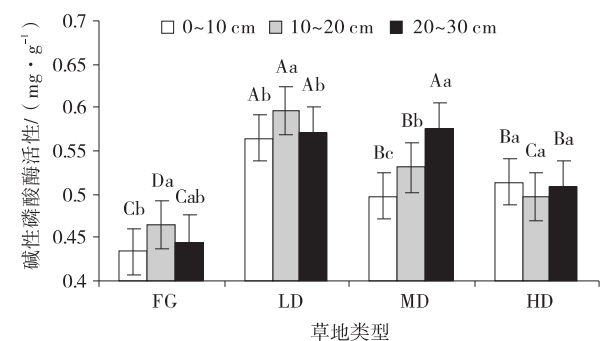 0~10 cm 10~20 cm 20~30 cm
碱性磷酸酶活性/（mg·g⁻¹）
0.7
0.65
0.6
0.55
0.5
0.45
0.4
Cb Da Cab
Ab Aa Ab
Bc Bb Aa
Ba Ca Ba
FG LD MD HD
草地类型